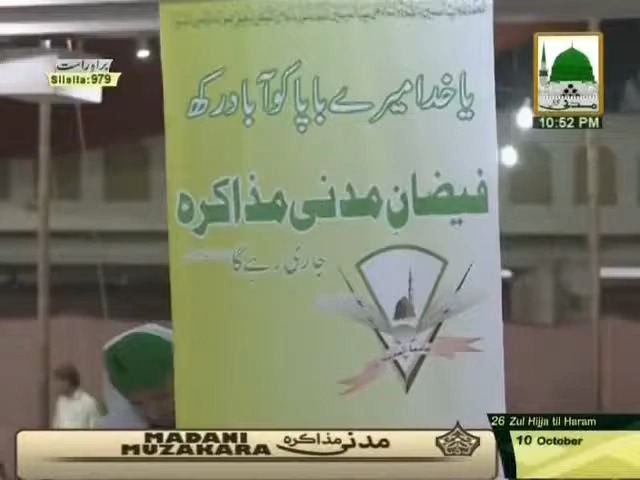 یا خدا میرے باپا کو آباد رکھ
فیضانِ مدنی مذاکرہ
جاری رہے گا
براہ راست
Silsila:979
10:52 PM
26 Zul Hijja til Haram
10 October
MADANI
MUZAKARA
مدنی مذاکرہ